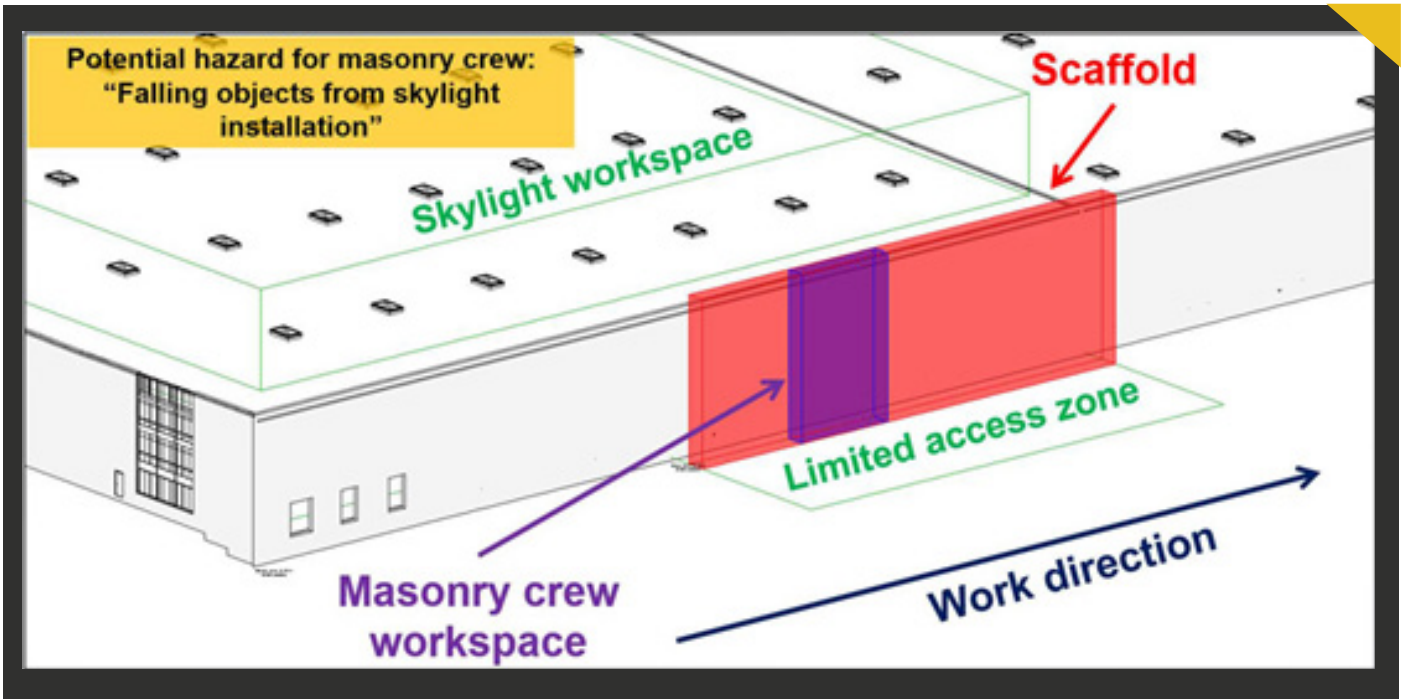 Potential hazard for masonry crew:
“Falling objects from skylight
installation”
Scaffold
Skylight workspace
Limited access zone
Work direction
Masonry crew
workspace